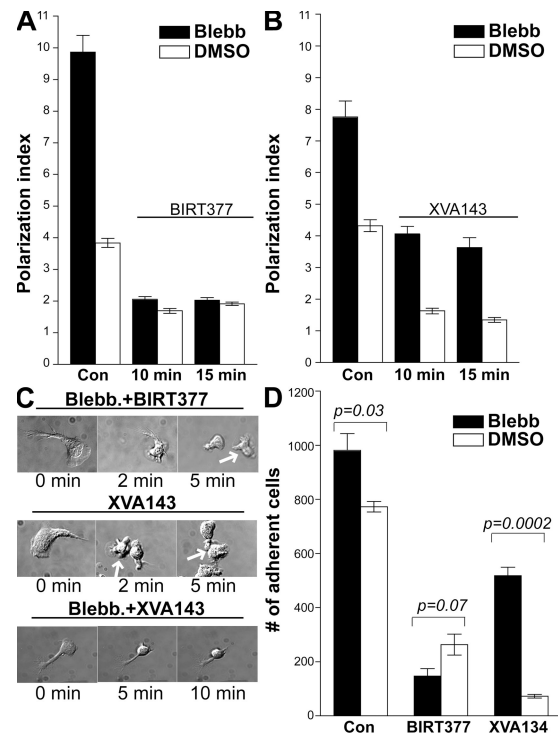 A
Polarization index
11
10
9
8
7
6
5
4
3
2
1
0
Blebb
DMSO
BIRT377
Con 10 min 15 min
B
Polarization index
11
10
9
8
7
6
5
4
3
2
1
0
Blebb
DMSO
XVA143
Con 10 min 15 min
C
Blebb.+BIRT377
0 min 2 min 5 min
XVA143
0 min 2 min 5 min
Blebb.+XVA143
0 min 5 min 10 min
D
# of adherent cells
1200
1000
800
600
400
200
0
Blebb
DMSO
p=0.03
p=0.07
p=0.0002
Con BIRT377 XVA134